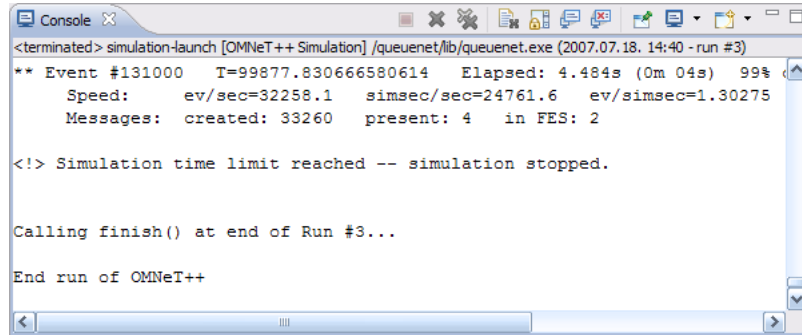 Console
<terminated> simulation-launch [OMNeT++ Simulation] /queuenet/lib/queuenet.exe (2007.07.18. 14:40 - run #3)
** Event #131000   T=99877.830666580614   Elapsed: 4.484s (0m 04s)   99%
Speed:     ev/sec=32258.1   simsec/sec=24761.6   ev/simsec=1.30275
Messages:  created: 33260   present: 4   in FES: 2
<!> Simulation time limit reached -- simulation stopped.
Calling finish() at end of Run #3...
End run of OMNeT++